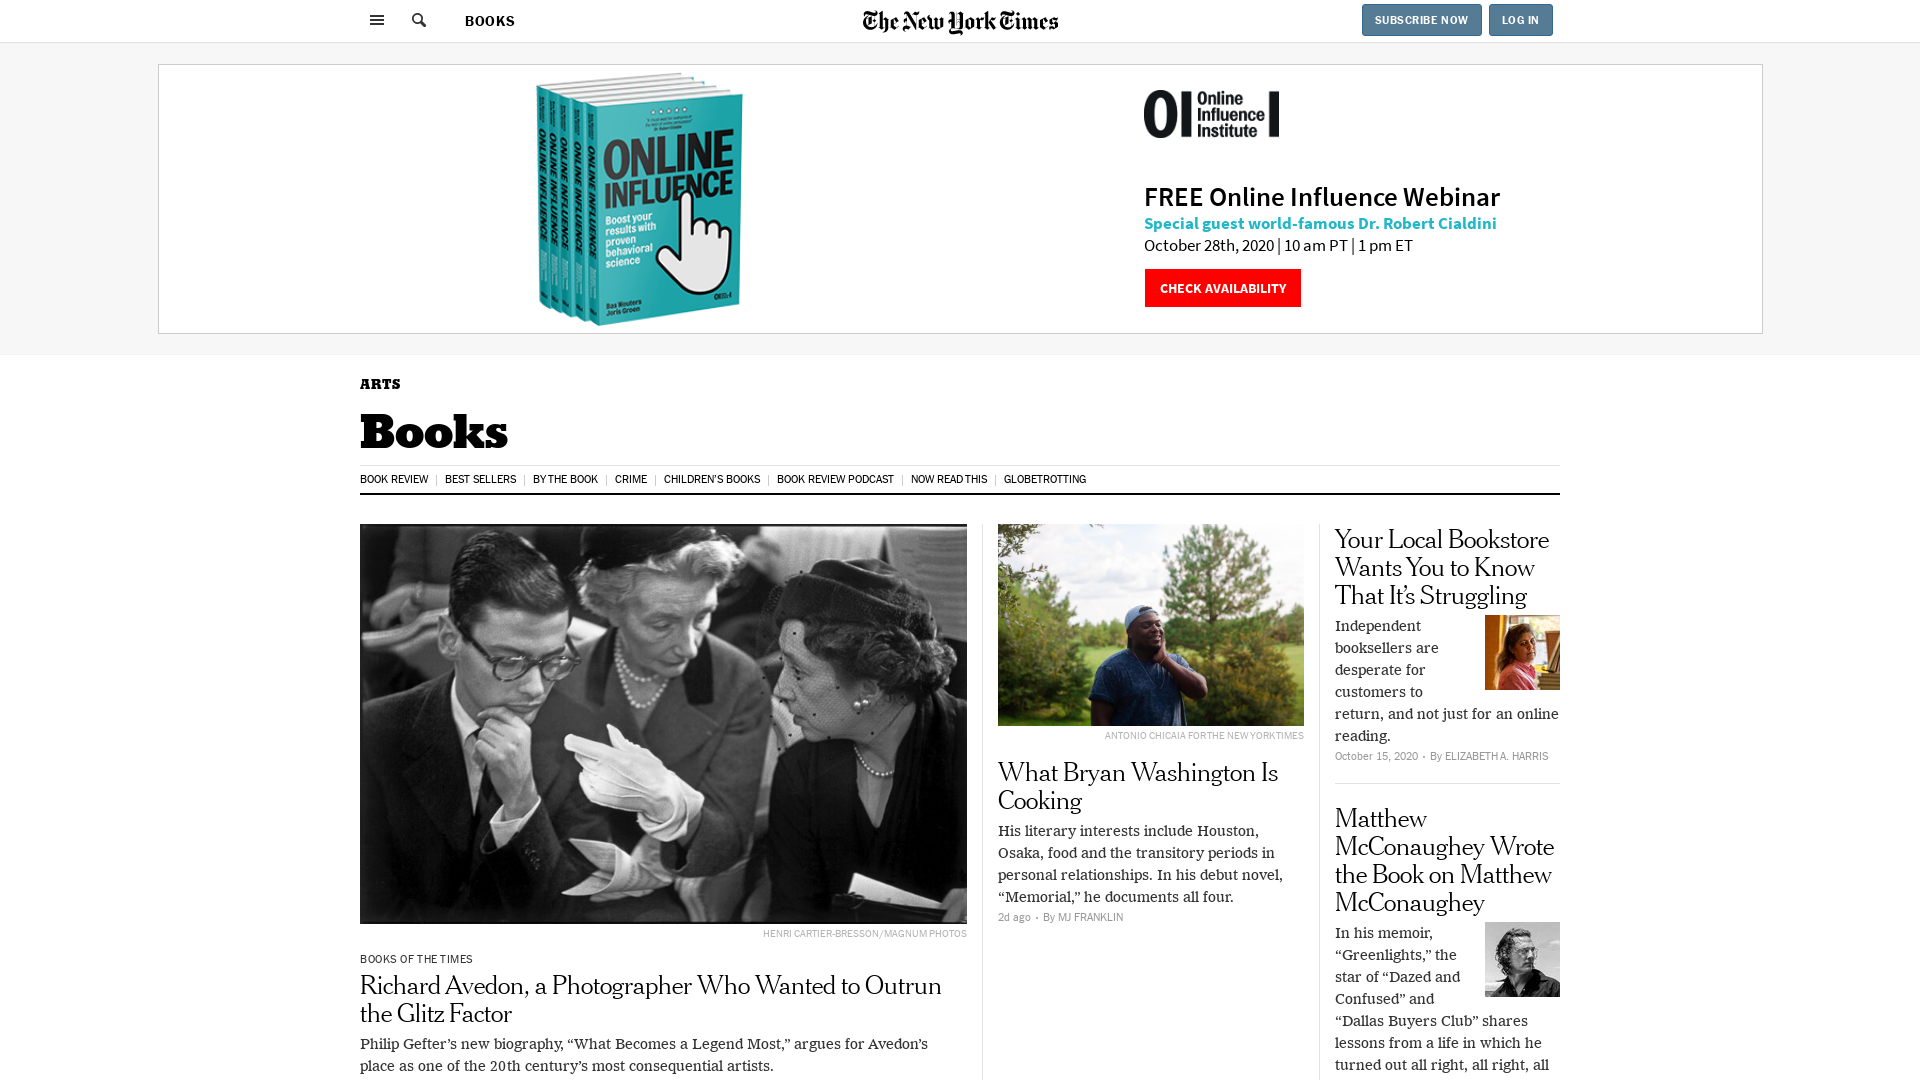 BOOKS
The New York Times
SUBSCRIBE NOW
LOG IN
ONLINE
INFLUENCE
Boost your
results with
proven
behavioral
science
Bas Wouters
Joris Groen
ONLINE INFLUENCE
ONLINE INFLUENCE
ONLINE INFLUENCE
ONLINE INFLUENCE
ONLINE INFLUENCE
OI Online
Influence
Institute
FREE Online Influence Webinar
Special guest world-famous Dr. Robert Cialdini
October 28th, 2020 | 10 am PT | 1 pm ET
CHECK AVAILABILITY
ARTS
Books
BOOK REVIEW
BEST SELLERS
BY THE BOOK
CRIME
CHILDREN'S BOOKS
BOOK REVIEW PODCAST
NOW READ THIS
GLOBETROTTING
HENRI CARTIER-BRESSON/MAGNUM PHOTOS
BOOKS OF THE TIMES
Richard Avedon, a Photographer Who Wanted to Outrun
the Glitz Factor
Philip Gefter’s new biography, “What Becomes a Legend Most,” argues for Avedon’s
place as one of the 20th century’s most consequential artists.
ANTONIO CHICAIA FOR THE NEW YORK TIMES
What Bryan Washington Is
Cooking
His literary interests include Houston,
Osaka, food and the transitory periods in
personal relationships. In his debut novel,
“Memorial,” he documents all four.
2d ago • By MJ FRANKLIN
Your Local Bookstore
Wants You to Know
That It’s Struggling
Independent
booksellers are
desperate for
customers to
return, and not just for an online
reading.
October 15, 2020 • By ELIZABETH A. HARRIS
Matthew
McConaughey Wrote
the Book on Matthew
McConaughey
In his memoir,
“Greenlights,” the
star of “Dazed and
Confused” and
“Dallas Buyers Club” shares
lessons from a life in which he
turned out all right, all right, all